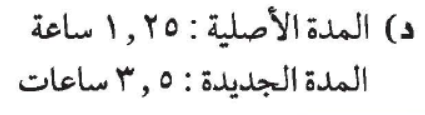 د) المدة الأصلية : ١,٢٥ ساعة
المدة الجديدة : ٣,٥ ساعات